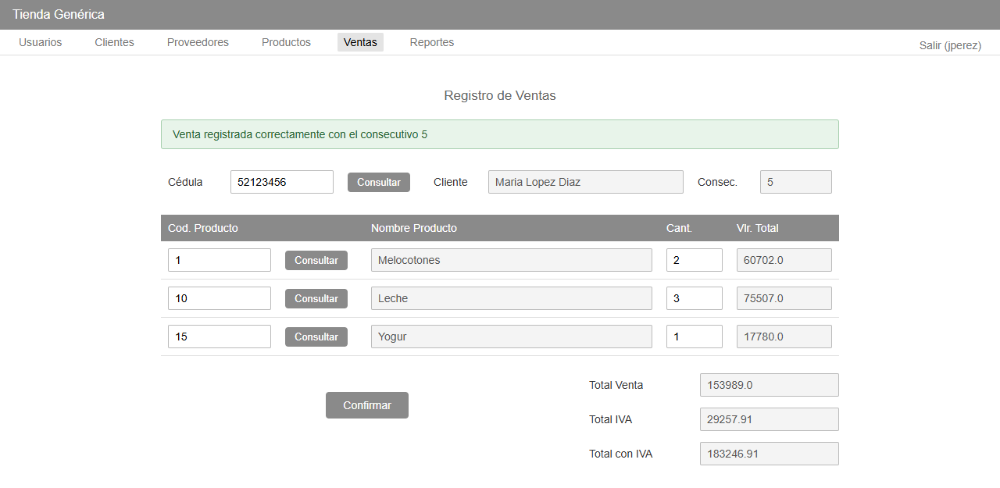 Tienda Genérica
Usuarios Clientes Proveedores Productos Ventas Reportes Salir (jperez)
Registro de Ventas
Venta registrada correctamente con el consecutivo 5
Cédula 52123456 Consultar Cliente Maria Lopez Diaz Consec. 5
Cod. Producto Nombre Producto Cant. Vlr. Total
1 Consultar Melocotones 2 60702.0
10 Consultar Leche 3 75507.0
15 Consultar Yogur 1 17780.0
Total Venta 153989.0
Confirmar
Total IVA 29257.91
Total con IVA 183246.91